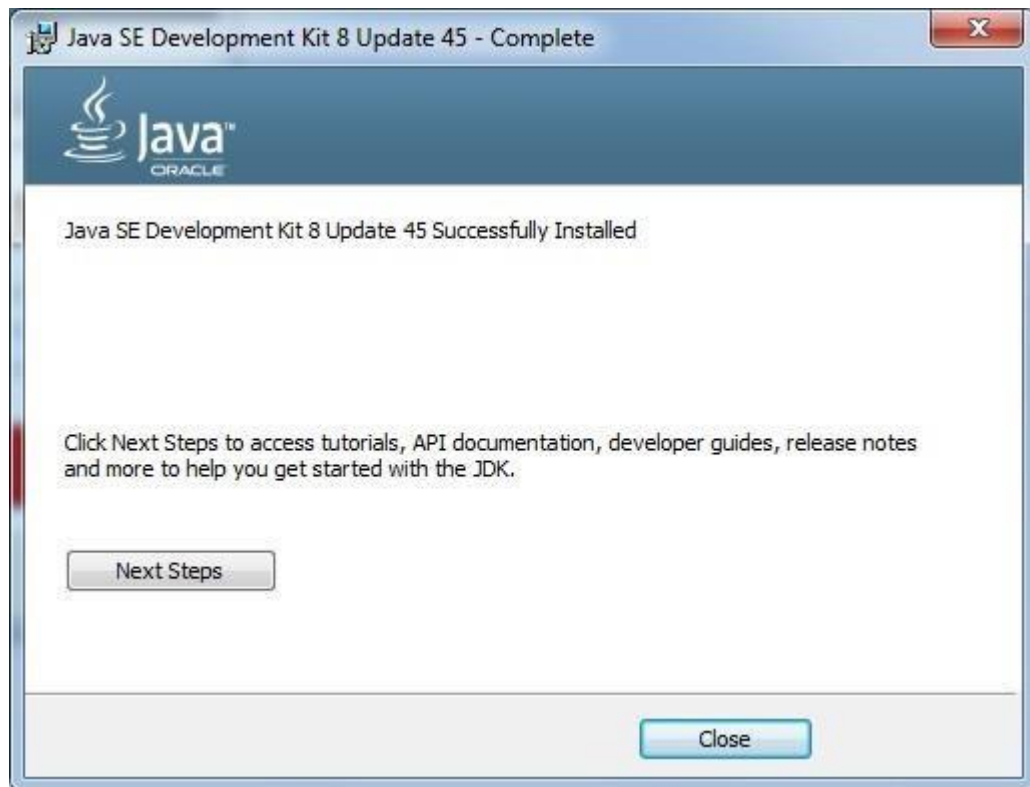 Java SE Development Kit 8 Update 45 - Complete
Java™
ORACLE
Java SE Development Kit 8 Update 45 Successfully Installed
Click Next Steps to access tutorials, API documentation, developer guides, release notes
and more to help you get started with the JDK.
Next Steps
Close